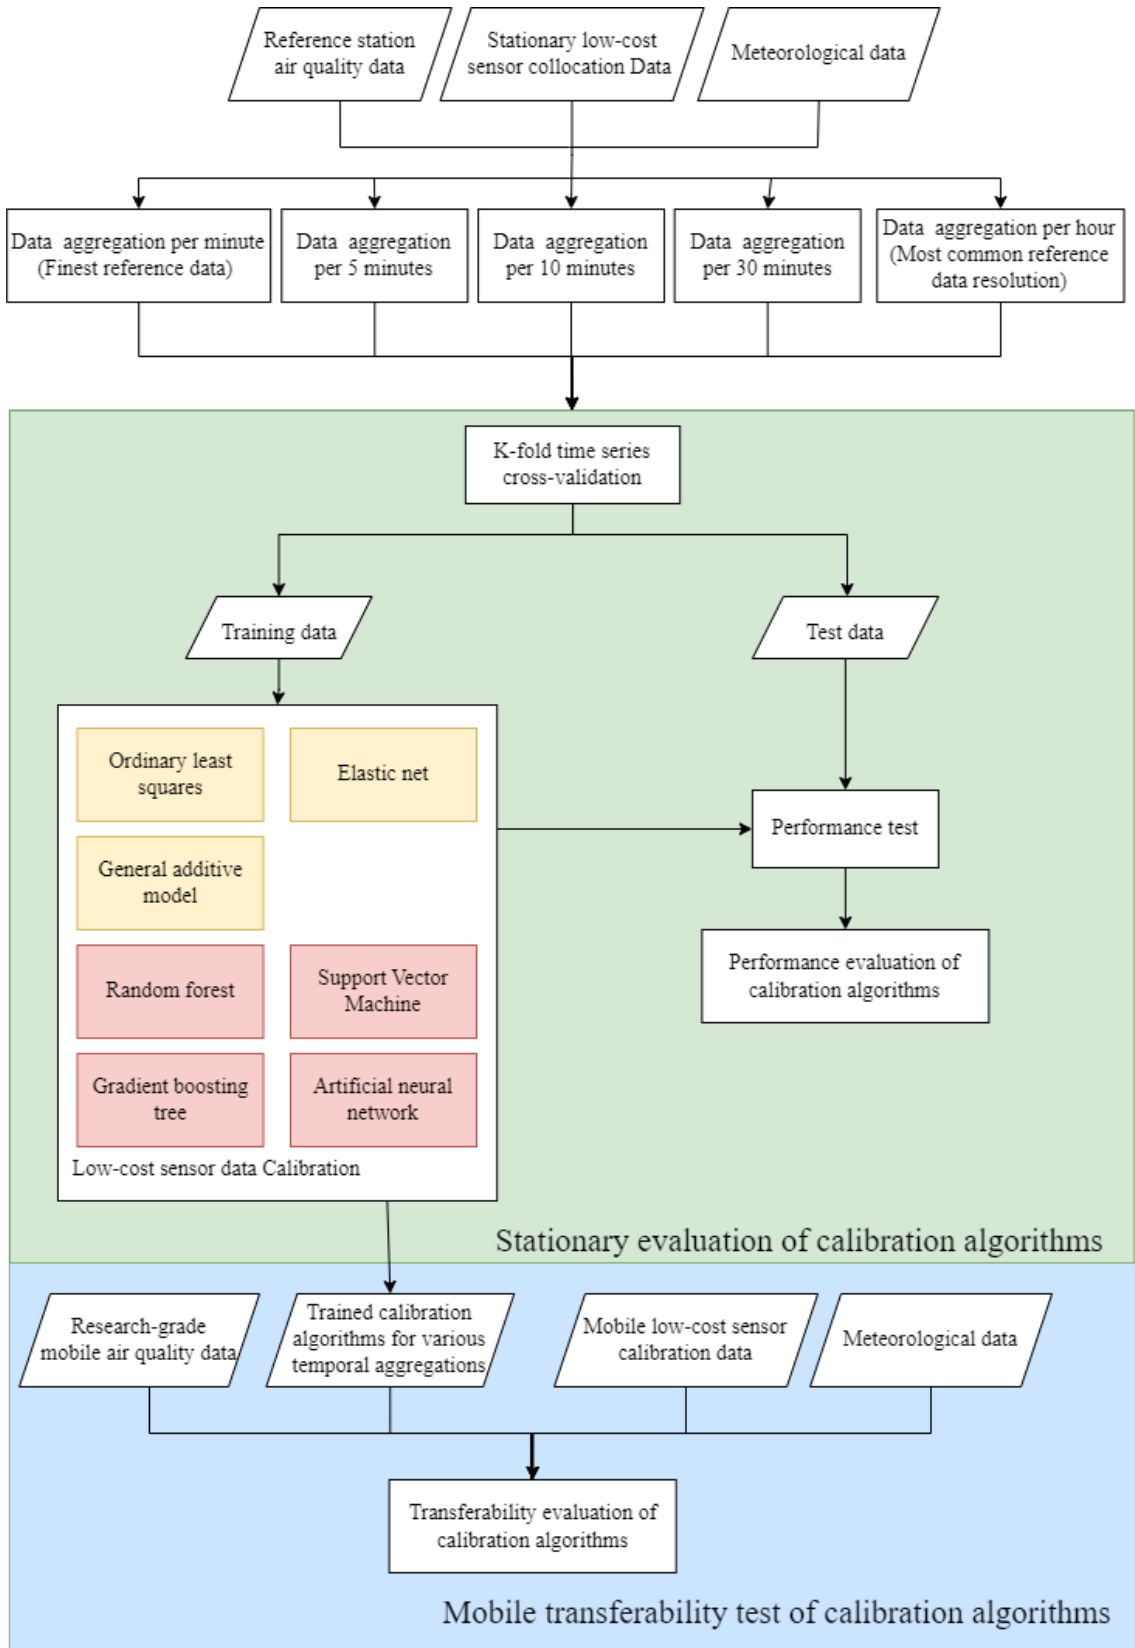 Reference station
air quality data
Stationary low-cost
sensor collocation Data
Meteorological data
Data aggregation per minute
(Finest reference data)
Data aggregation
per 5 minutes
Data aggregation
per 10 minutes
Data aggregation
per 30 minutes
Data aggregation per hour
(Most common reference
data resolution)
K-fold time series
cross-validation
Training data
Test data
Ordinary least
squares
Elastic net
General additive
model
Random forest
Support Vector
Machine
Gradient boosting
tree
Artificial neural
network
Low-cost sensor data Calibration
Performance test
Performance evaluation of
calibration algorithms
Stationary evaluation of calibration algorithms
Research-grade
mobile air quality data
Trained calibration
algorithms for various
temporal aggregations
Mobile low-cost sensor
calibration data
Meteorological data
Transferability evaluation of
calibration algorithms
Mobile transferability test of calibration algorithms